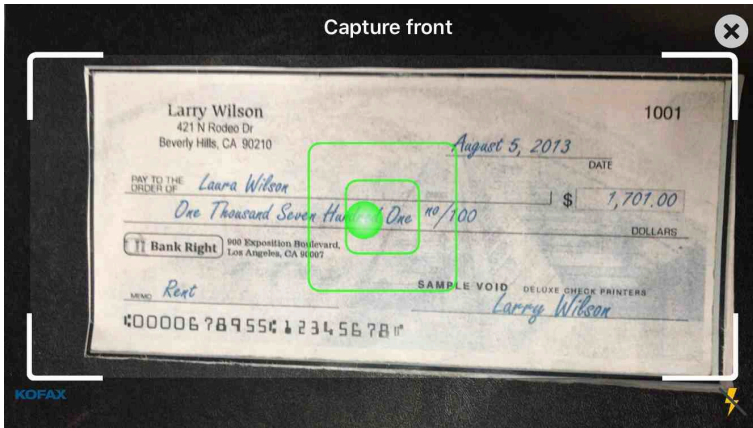 Capture front
Larry Wilson
421 N Rodeo Dr
Beverly Hills, CA 90210
1001
August 5, 2013
DATE
PAY TO THE
ORDER OF Laura Wilson $ 1,701.00
One Thousand Seven Hundred One no/100 DOLLARS
Bank Right 900 Exposition Boulevard,
Los Angeles, CA 90007
SAMPLE VOID DELUXE CHECK PRINTERS
MEMO Rent Larry Wilson
⑆0000678955⑆12345678⑈
KOFAX